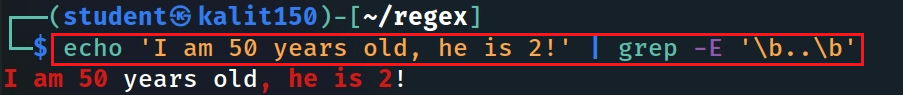 ┌──(student㉿kalit150)-[~/regex]
└─$ echo 'I am 50 years old, he is 2!' | grep -E '\b..\b'
I am 50 years old, he is 2!